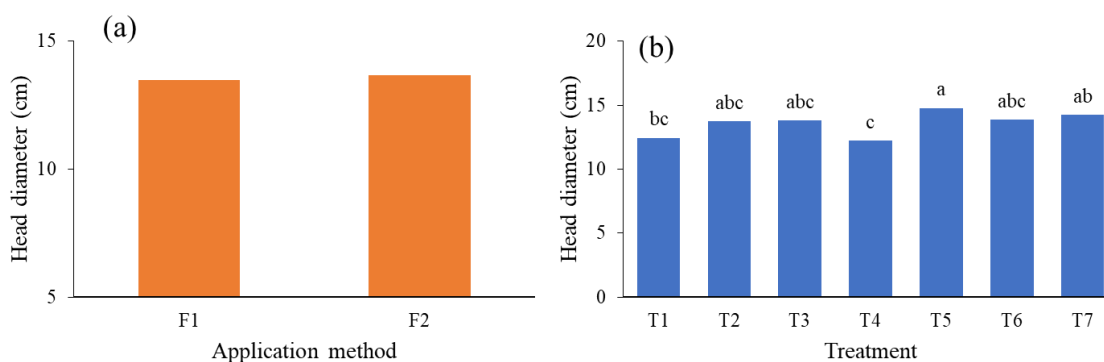 (a)
Head diameter (cm)
15
10
5
F1 F2
Application method
(b)
Head diameter (cm)
20
15
10
5
0
bc abc abc c a abc ab
T1 T2 T3 T4 T5 T6 T7
Treatment